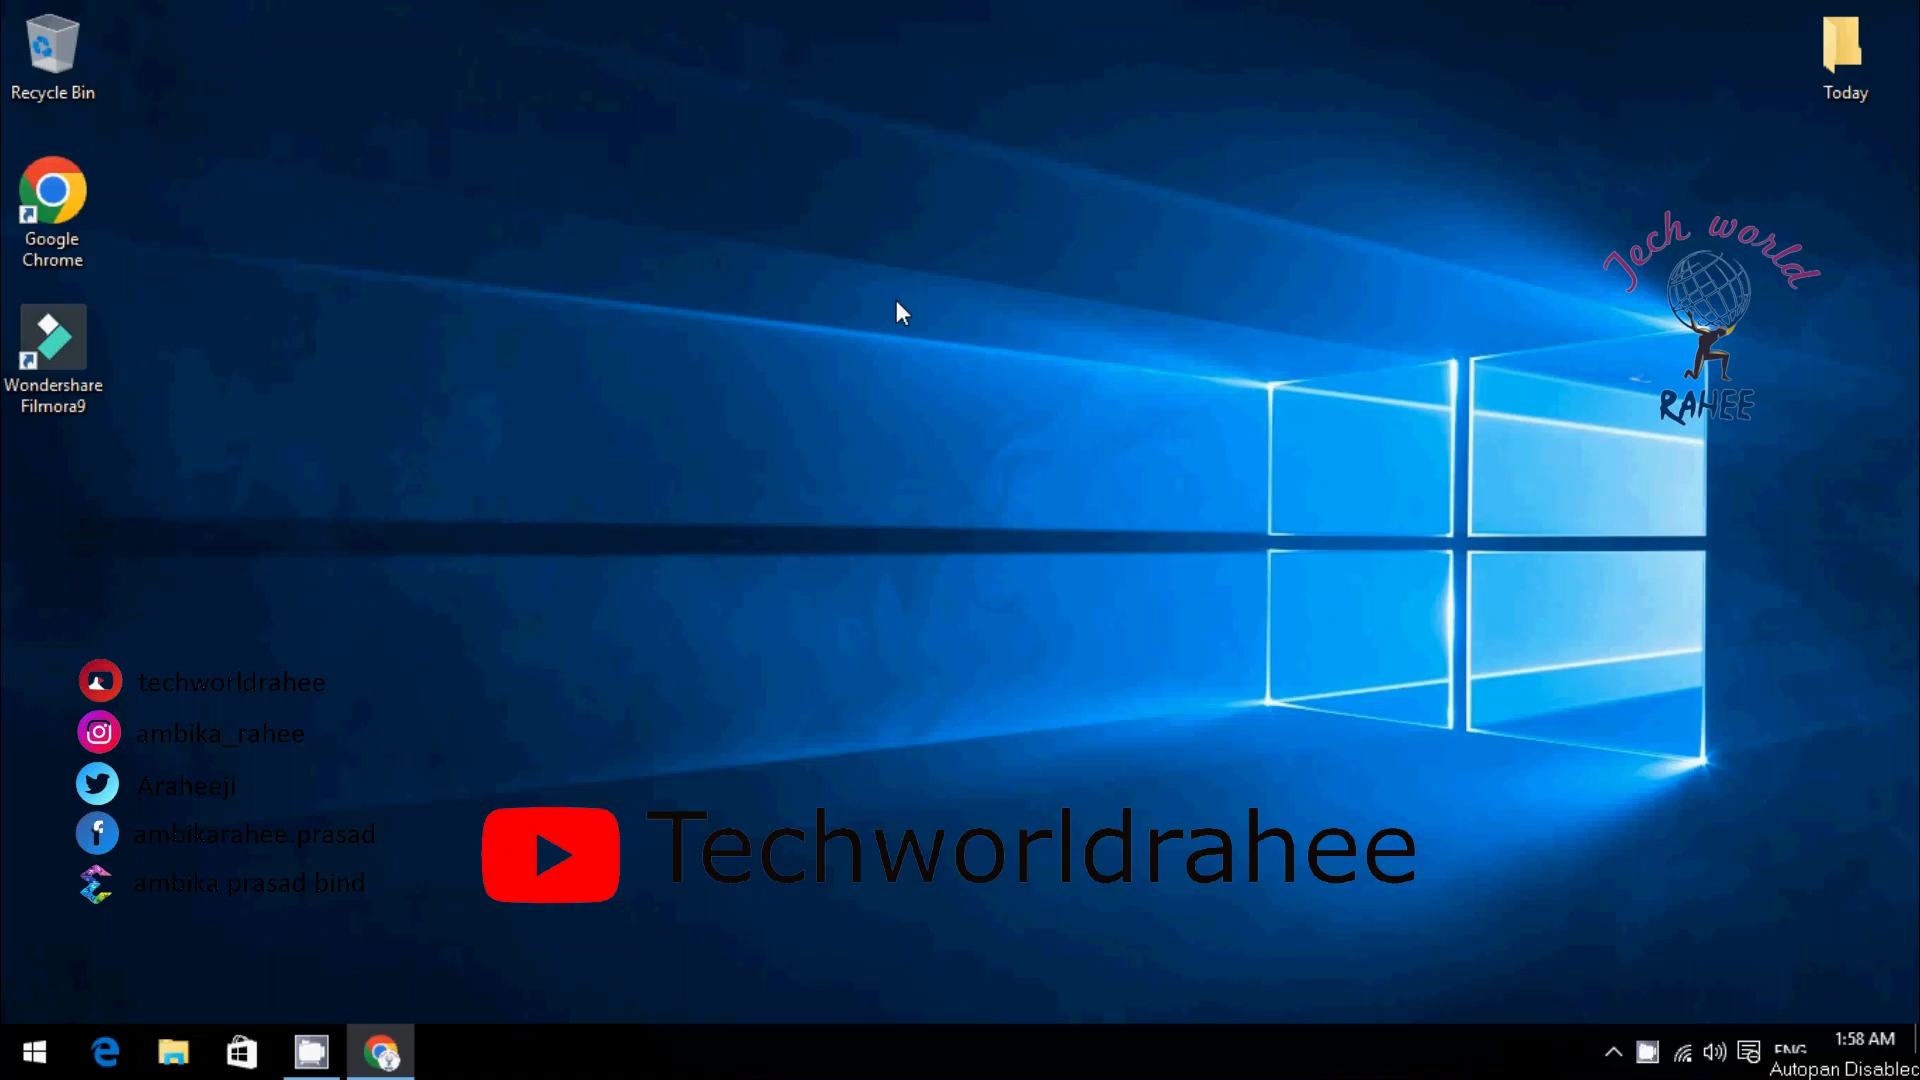 Recycle Bin
Today
Google
Chrome
Tech world
RAHEE
Wondershare
Filmora9
techworldrahee
ambika_rahee
Araheeji
ambikarahee.prasad
ambika prasad bind
Techworldrahee
ENG
1:58 AM
Autopan Disabled